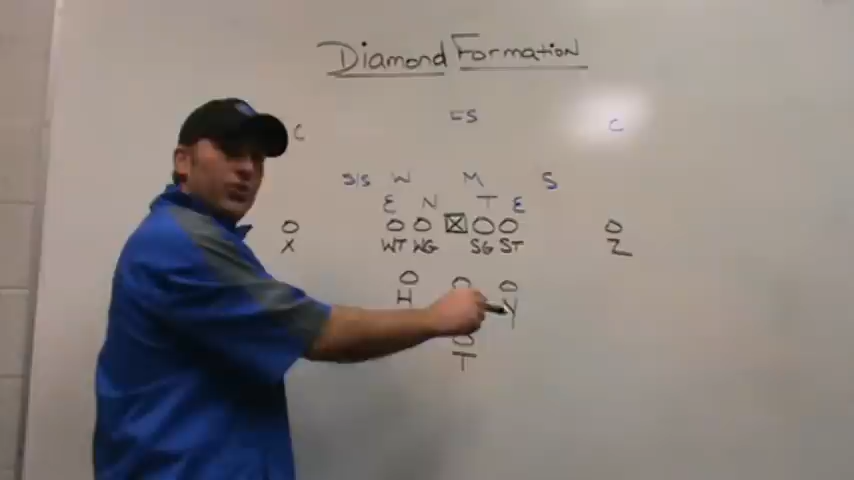 Diamond Formation
C FS C
S/S W M S
E N T E
X WT WG SG ST Z
H Y
T